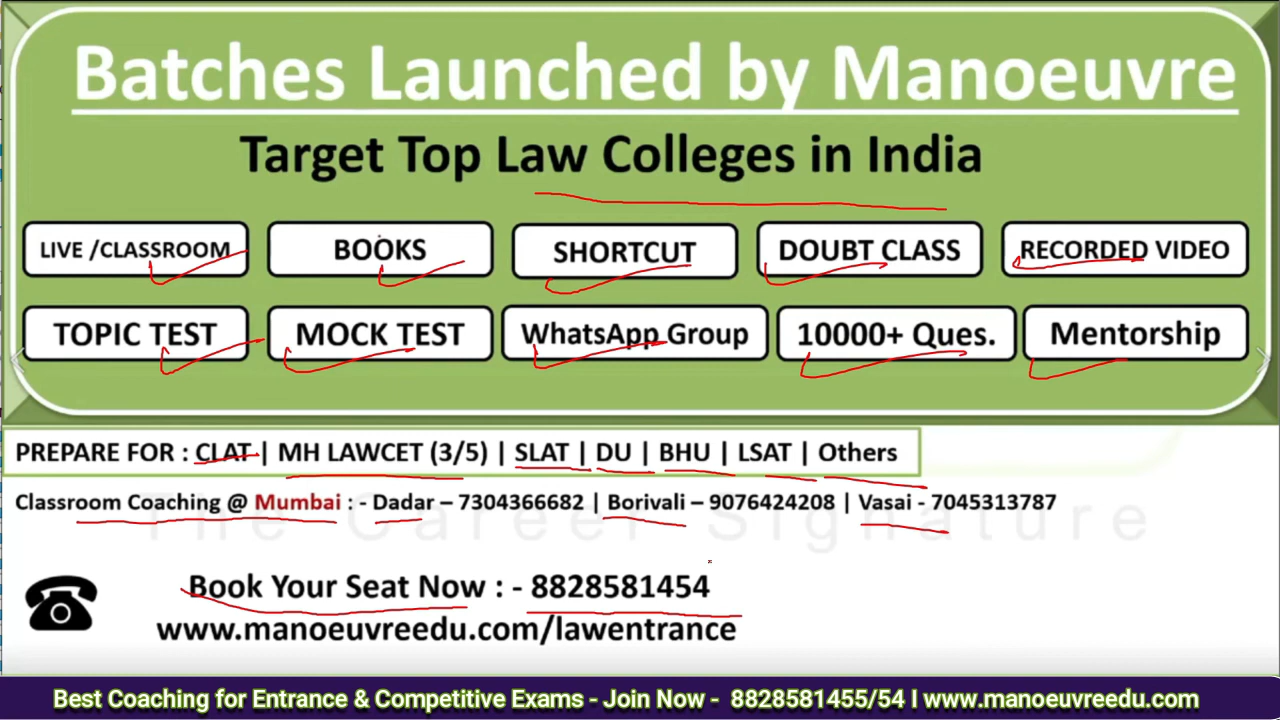 Batches Launched by Manoeuvre
Target Top Law Colleges in India
LIVE /CLASSROOM BOOKS SHORTCUT DOUBT CLASS RECORDED VIDEO
TOPIC TEST MOCK TEST WhatsApp Group 10000+ Ques. Mentorship
PREPARE FOR : CLAT | MH LAWCET (3/5) | SLAT | DU | BHU | LSAT | Others
Classroom Coaching @ Mumbai : - Dadar – 7304366682 | Borivali – 9076424208 | Vasai - 7045313787
The Career Signature
Book Your Seat Now : - 8828581454
www.manoeuvreedu.com/lawentrance
Best Coaching for Entrance & Competitive Exams - Join Now - 8828581455/54 I www.manoeuvreedu.com